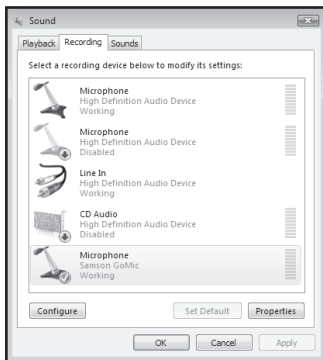 Sound
Playback Recording Sounds
Select a recording device below to modify its settings:
Microphone
High Definition Audio Device
Working
Microphone
High Definition Audio Device
Disabled
Line In
High Definition Audio Device
Working
CD Audio
High Definition Audio Device
Disabled
Microphone
Samson GoMic
Working
Configure Set Default Properties
OK Cancel Apply